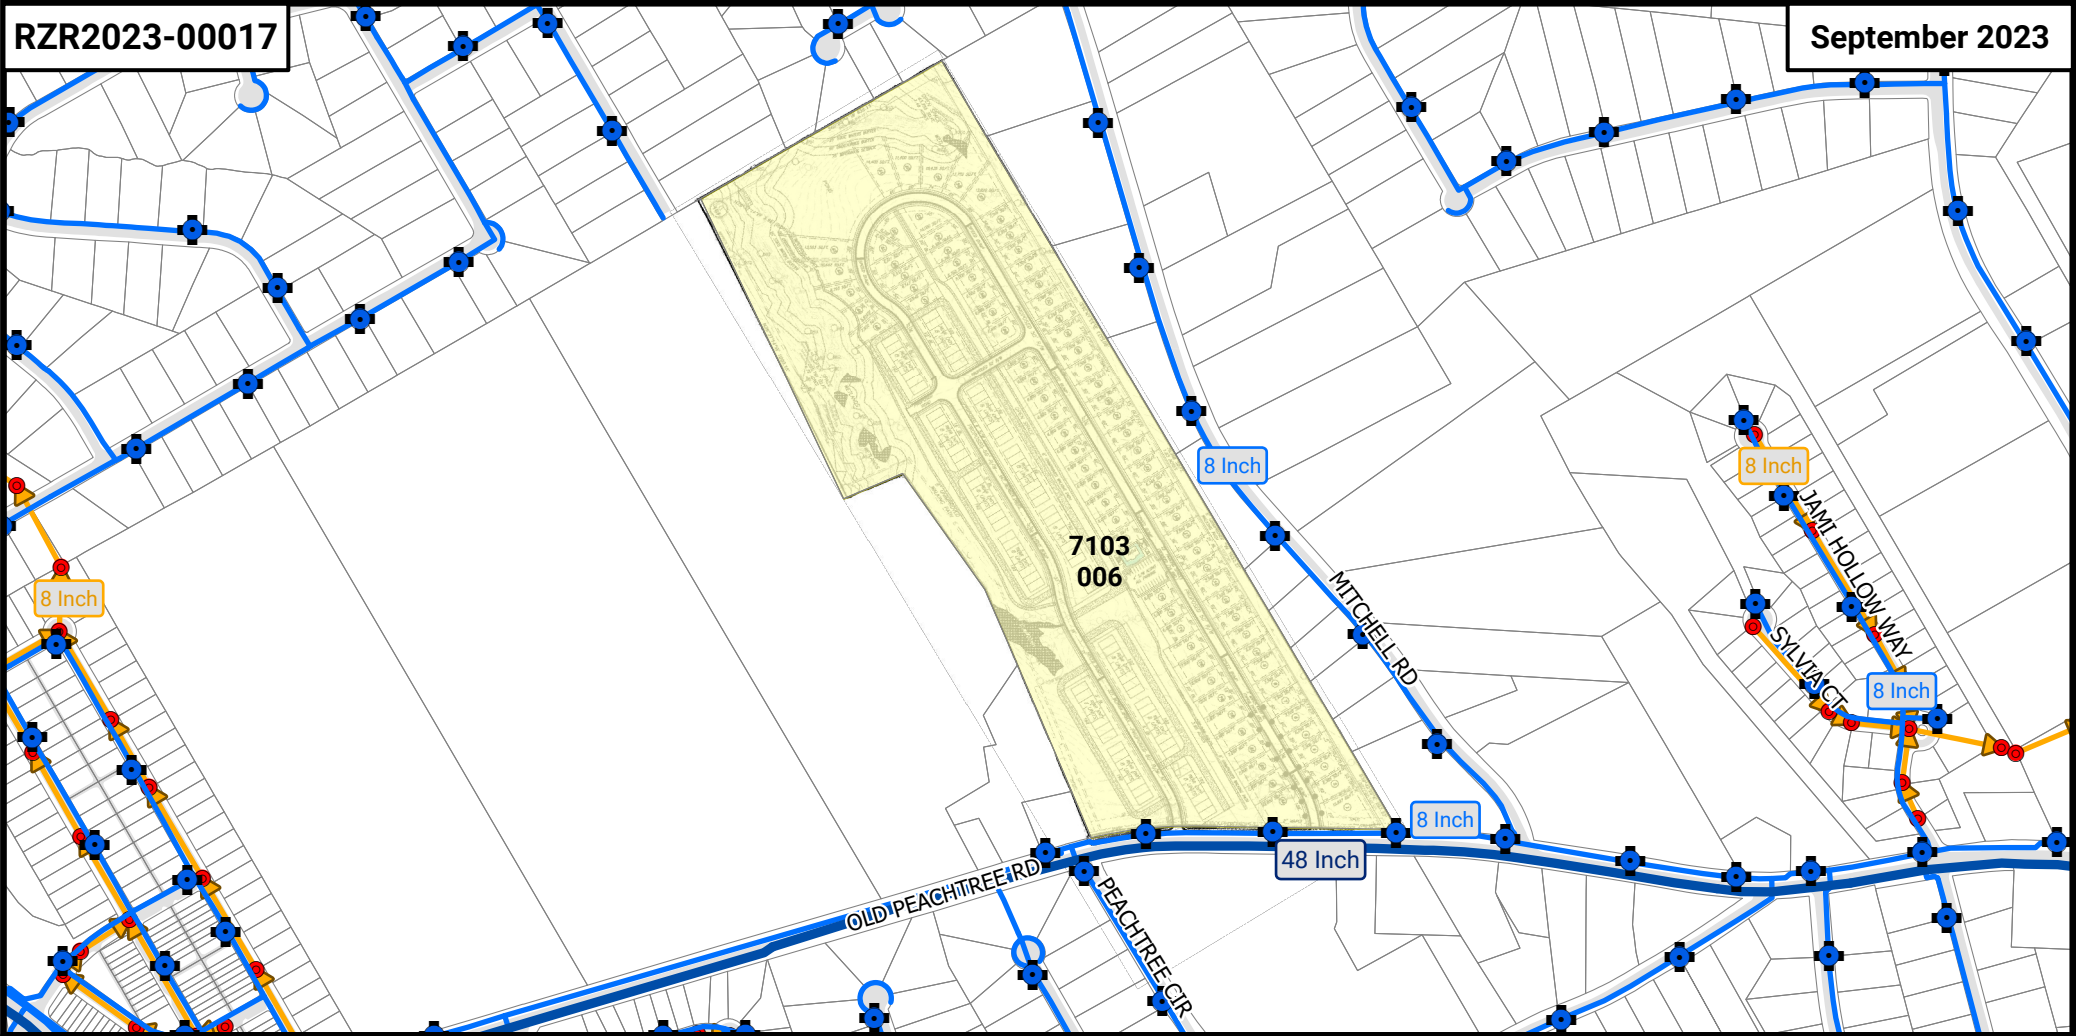 RZR2023-00017
September 2023
8 Inch
8 Inch
JAMI HOLLOW WAY
7103
006
8 Inch
MITCHELL RD
SYLVIA CT
8 Inch
8 Inch
48 Inch
OLD PEACHTREE RD
PEACHTREE CIR